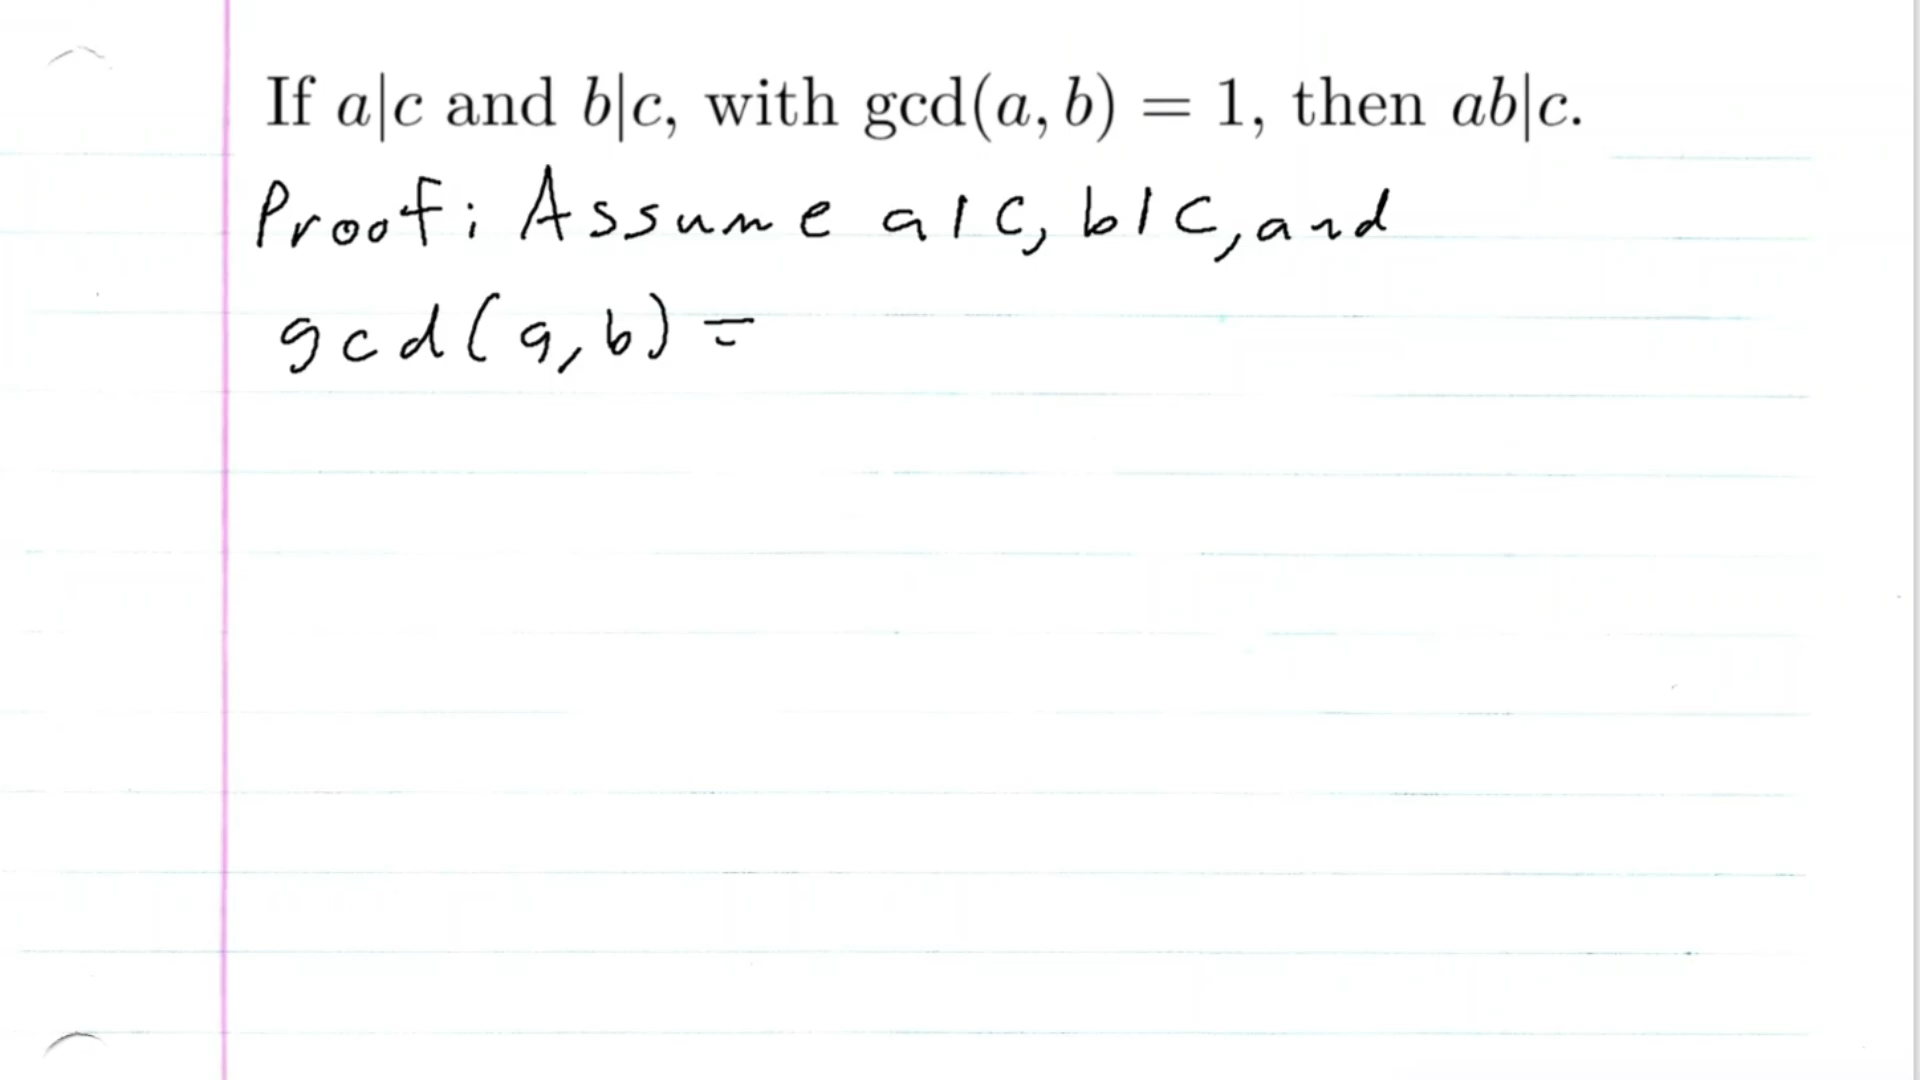 If a|c and b|c, with gcd(a, b) = 1, then ab|c.
Proof: Assume a|c, b|c, and
gcd(a,b) =